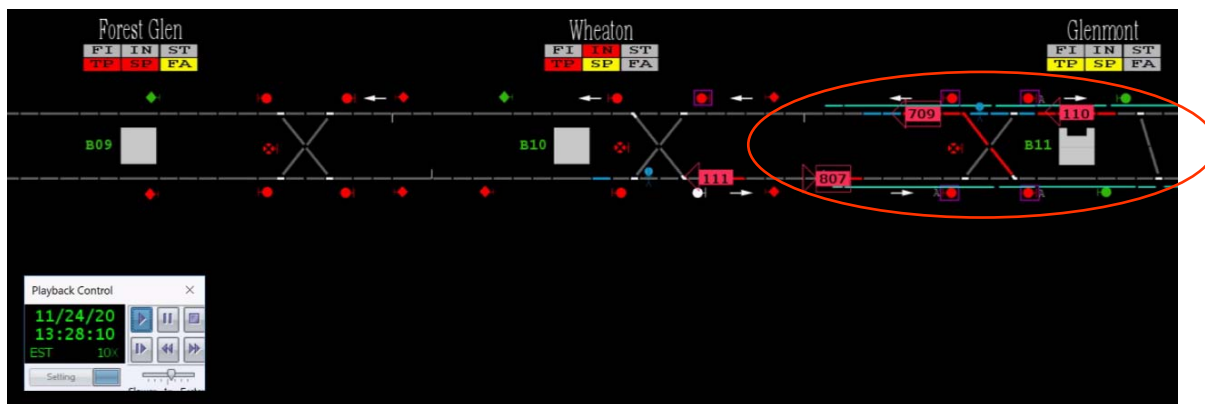 Forest Glen
FI IN ST
TP SP FA
Wheaton
FI IN ST
TP SP FA
Glenmont
FI IN ST
TP SP FA
A
709
110
B09
B10
B11
111
807
A
A
Playback Control
11/24/20
13:28:10
EST 10X
Setting